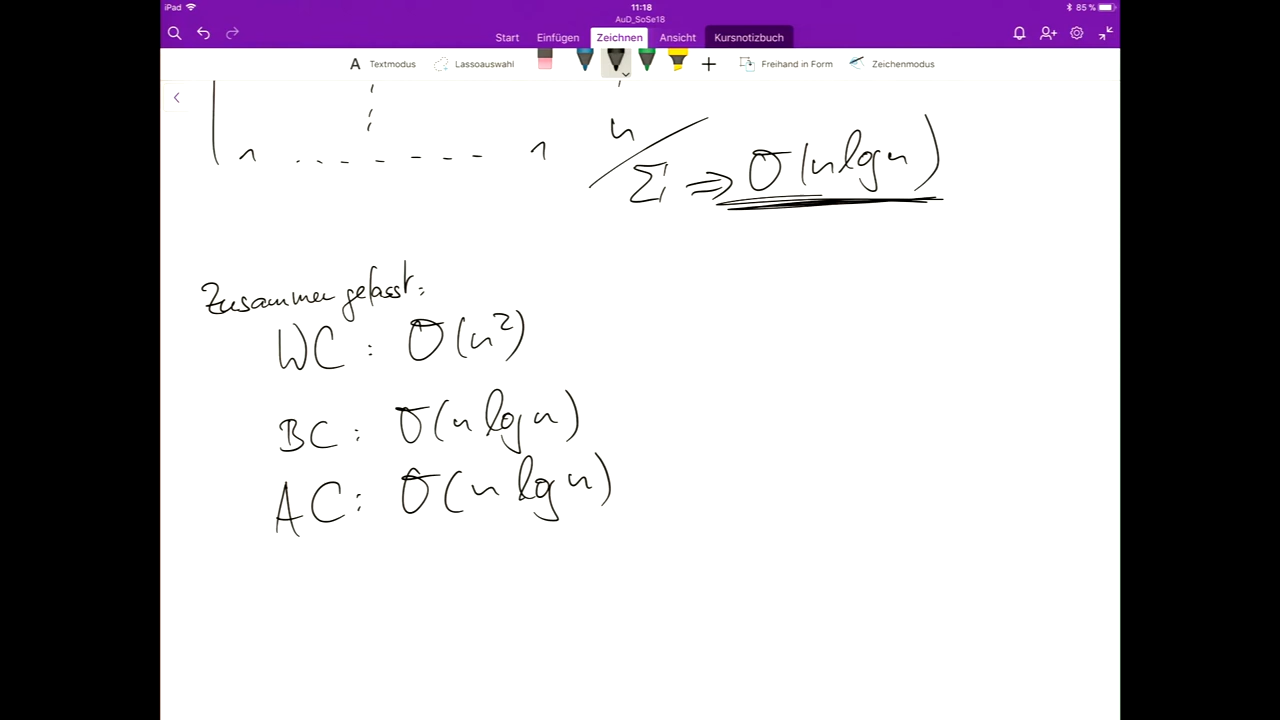 iPad 11:18 85 %
AuD_SoSe18
Start Einfügen Zeichnen Ansicht Kursnotizbuch
A Textmodus Lassoauswahl Freihand in Form Zeichenmodus
1 . . . - - - 1 n
Σ ⇒ O(n log n)
Zusammengefasst:
WC: O(n²)
BC: O(n log n)
AC: O(n log n)